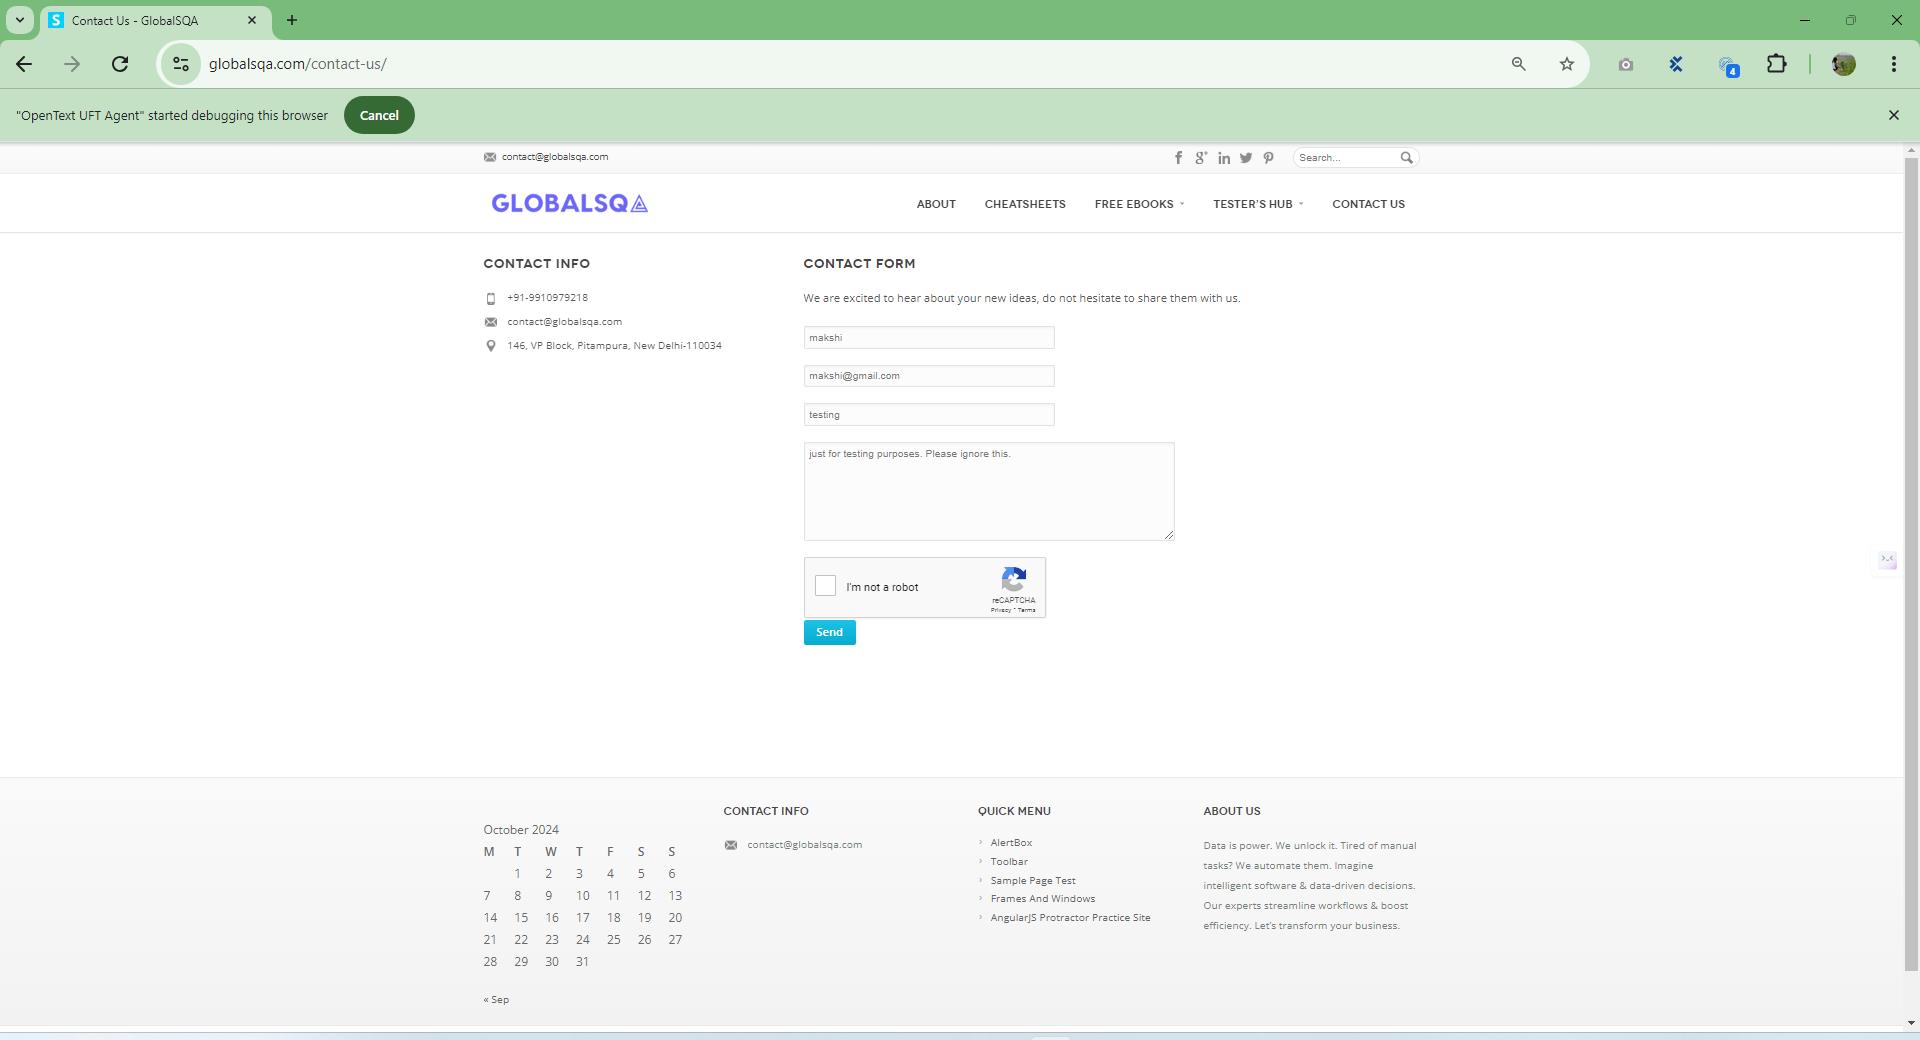 Contact Us - GlobalSQA
globalsqa.com/contact-us/
4
"OpenText UFT Agent" started debugging this browser
Cancel
contact@globalsqa.com
Search...
GLOBALSQA
ABOUT
CHEATSHEETS
FREE EBOOKS
TESTER'S HUB
CONTACT US
CONTACT INFO
+91-9910979218
contact@globalsqa.com
146, VP Block, Pitampura, New Delhi-110034
CONTACT FORM
We are excited to hear about your new ideas, do not hesitate to share them with us.
makshi
makshi@gmail.com
testing
just for testing purposes. Please ignore this.
I'm not a robot
reCAPTCHA
Privacy - Terms
Send
October 2024
M T W T F S S
1 2 3 4 5 6
7 8 9 10 11 12 13
14 15 16 17 18 19 20
21 22 23 24 25 26 27
28 29 30 31
« Sep
CONTACT INFO
contact@globalsqa.com
QUICK MENU
AlertBox
Toolbar
Sample Page Test
Frames And Windows
AngularJS Protractor Practice Site
ABOUT US
Data is power. We unlock it. Tired of manual
tasks? We automate them. Imagine
intelligent software & data-driven decisions.
Our experts streamline workflows & boost
efficiency. Let's transform your business.